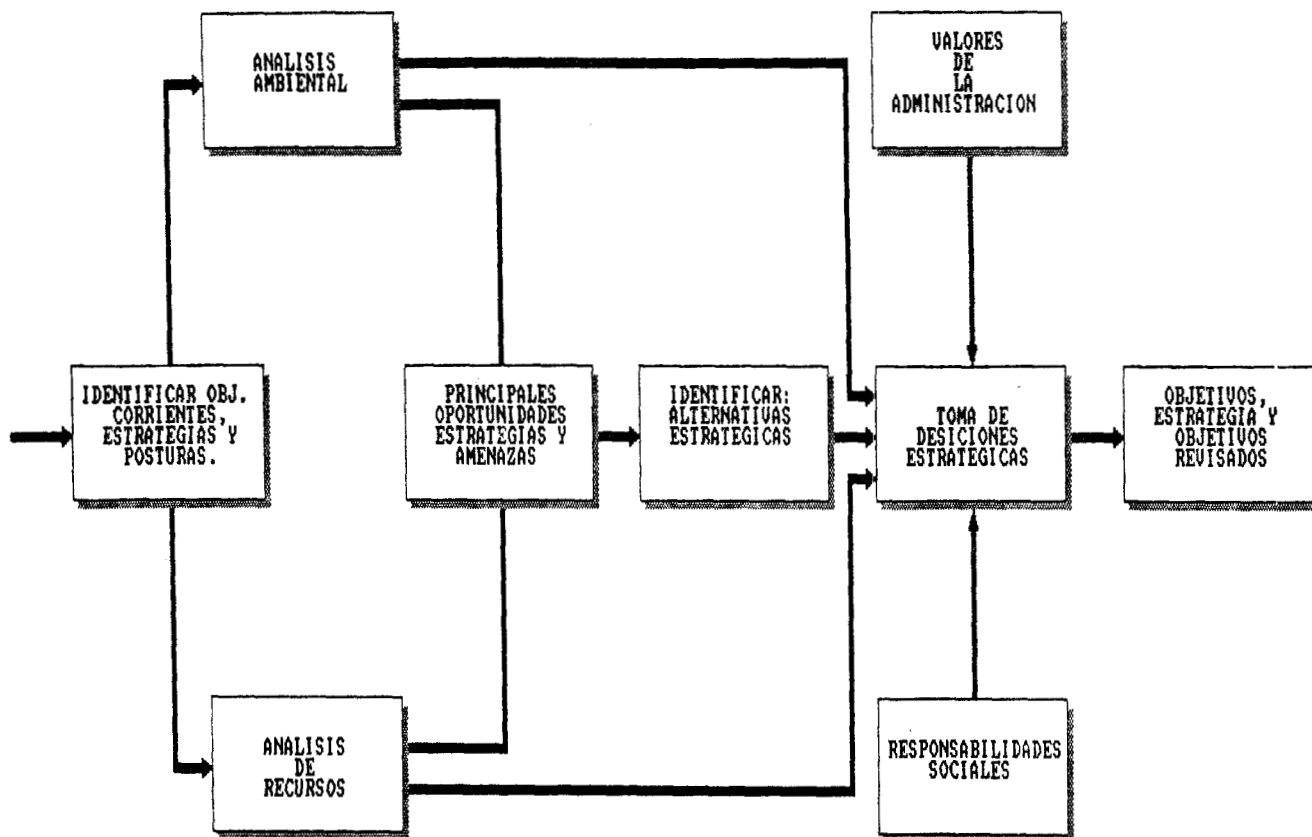 ANALISIS
AMBIENTAL
VALORES
DE
LA
ADMINISTRACION
IDENTIFICAR OBJ.
CORRIENTES,
ESTRATEGIAS Y
POSTURAS.
PRINCIPALES
OPORTUNIDADES
ESTRATEGIAS Y
AMENAZAS
IDENTIFICAR:
ALTERNATIVAS
ESTRATEGICAS
TOMA DE
DESICIONES
ESTRATEGICAS
OBJETIVOS,
ESTRATEGIA Y
OBJETIVOS
REVISADOS
ANALISIS
DE
RECURSOS
RESPONSABILIDADES
SOCIALES